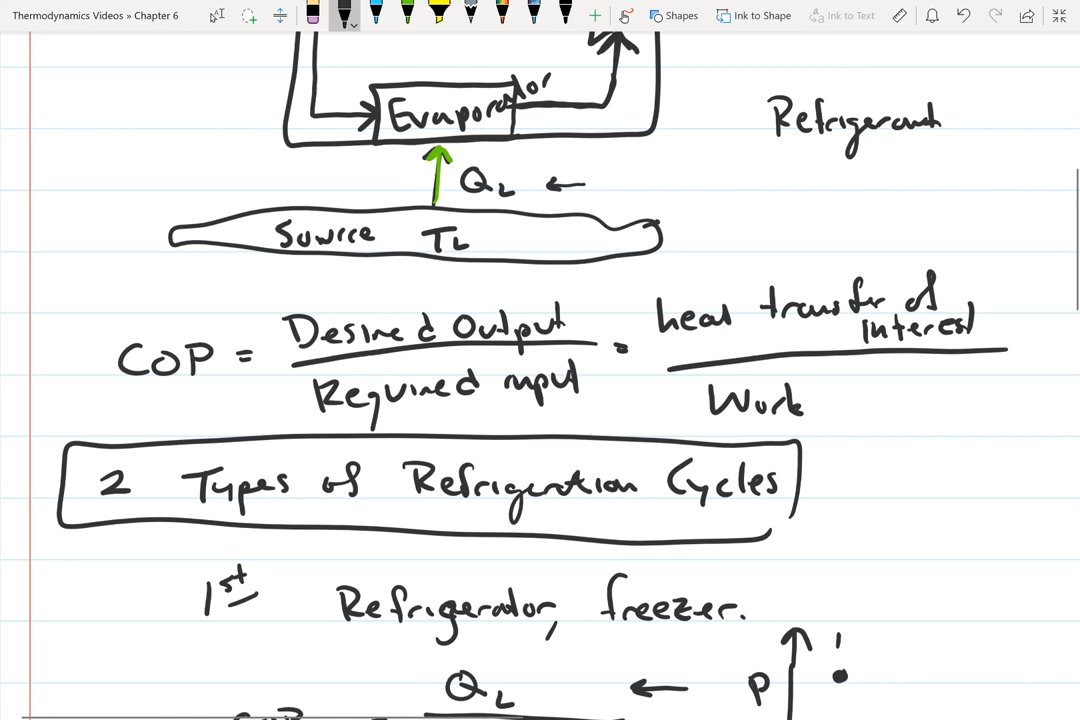 Thermodynamics Videos » Chapter 6
Shapes
Ink to Shape
Ink to Text
Evaporator
Refrigerant
QL ←
Source TL
COP = Desired Output / Required input = heat transfer of interest / Work
2 Types of Refrigeration Cycles
1st Refrigerator, freezer.
QL ← P